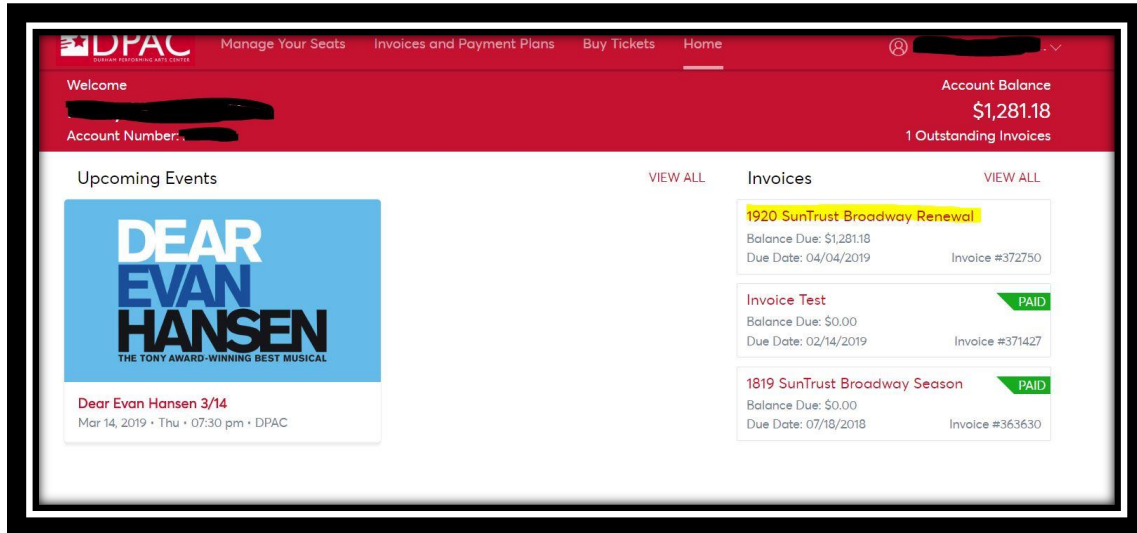 DPAC
DURHAM PERFORMING ARTS CENTER
Manage Your Seats Invoices and Payment Plans Buy Tickets Home
Welcome
Account Number:
Account Balance
$1,281.18
1 Outstanding Invoices
Upcoming Events VIEW ALL
DEAR
EVAN
HANSEN
THE TONY AWARD-WINNING BEST MUSICAL
Dear Evan Hansen 3/14
Mar 14, 2019 • Thu • 07:30 pm • DPAC
Invoices VIEW ALL
1920 SunTrust Broadway Renewal
Balance Due: $1,281.18
Due Date: 04/04/2019 Invoice #372750
Invoice Test PAID
Balance Due: $0.00
Due Date: 02/14/2019 Invoice #371427
1819 SunTrust Broadway Season PAID
Balance Due: $0.00
Due Date: 07/18/2018 Invoice #363630